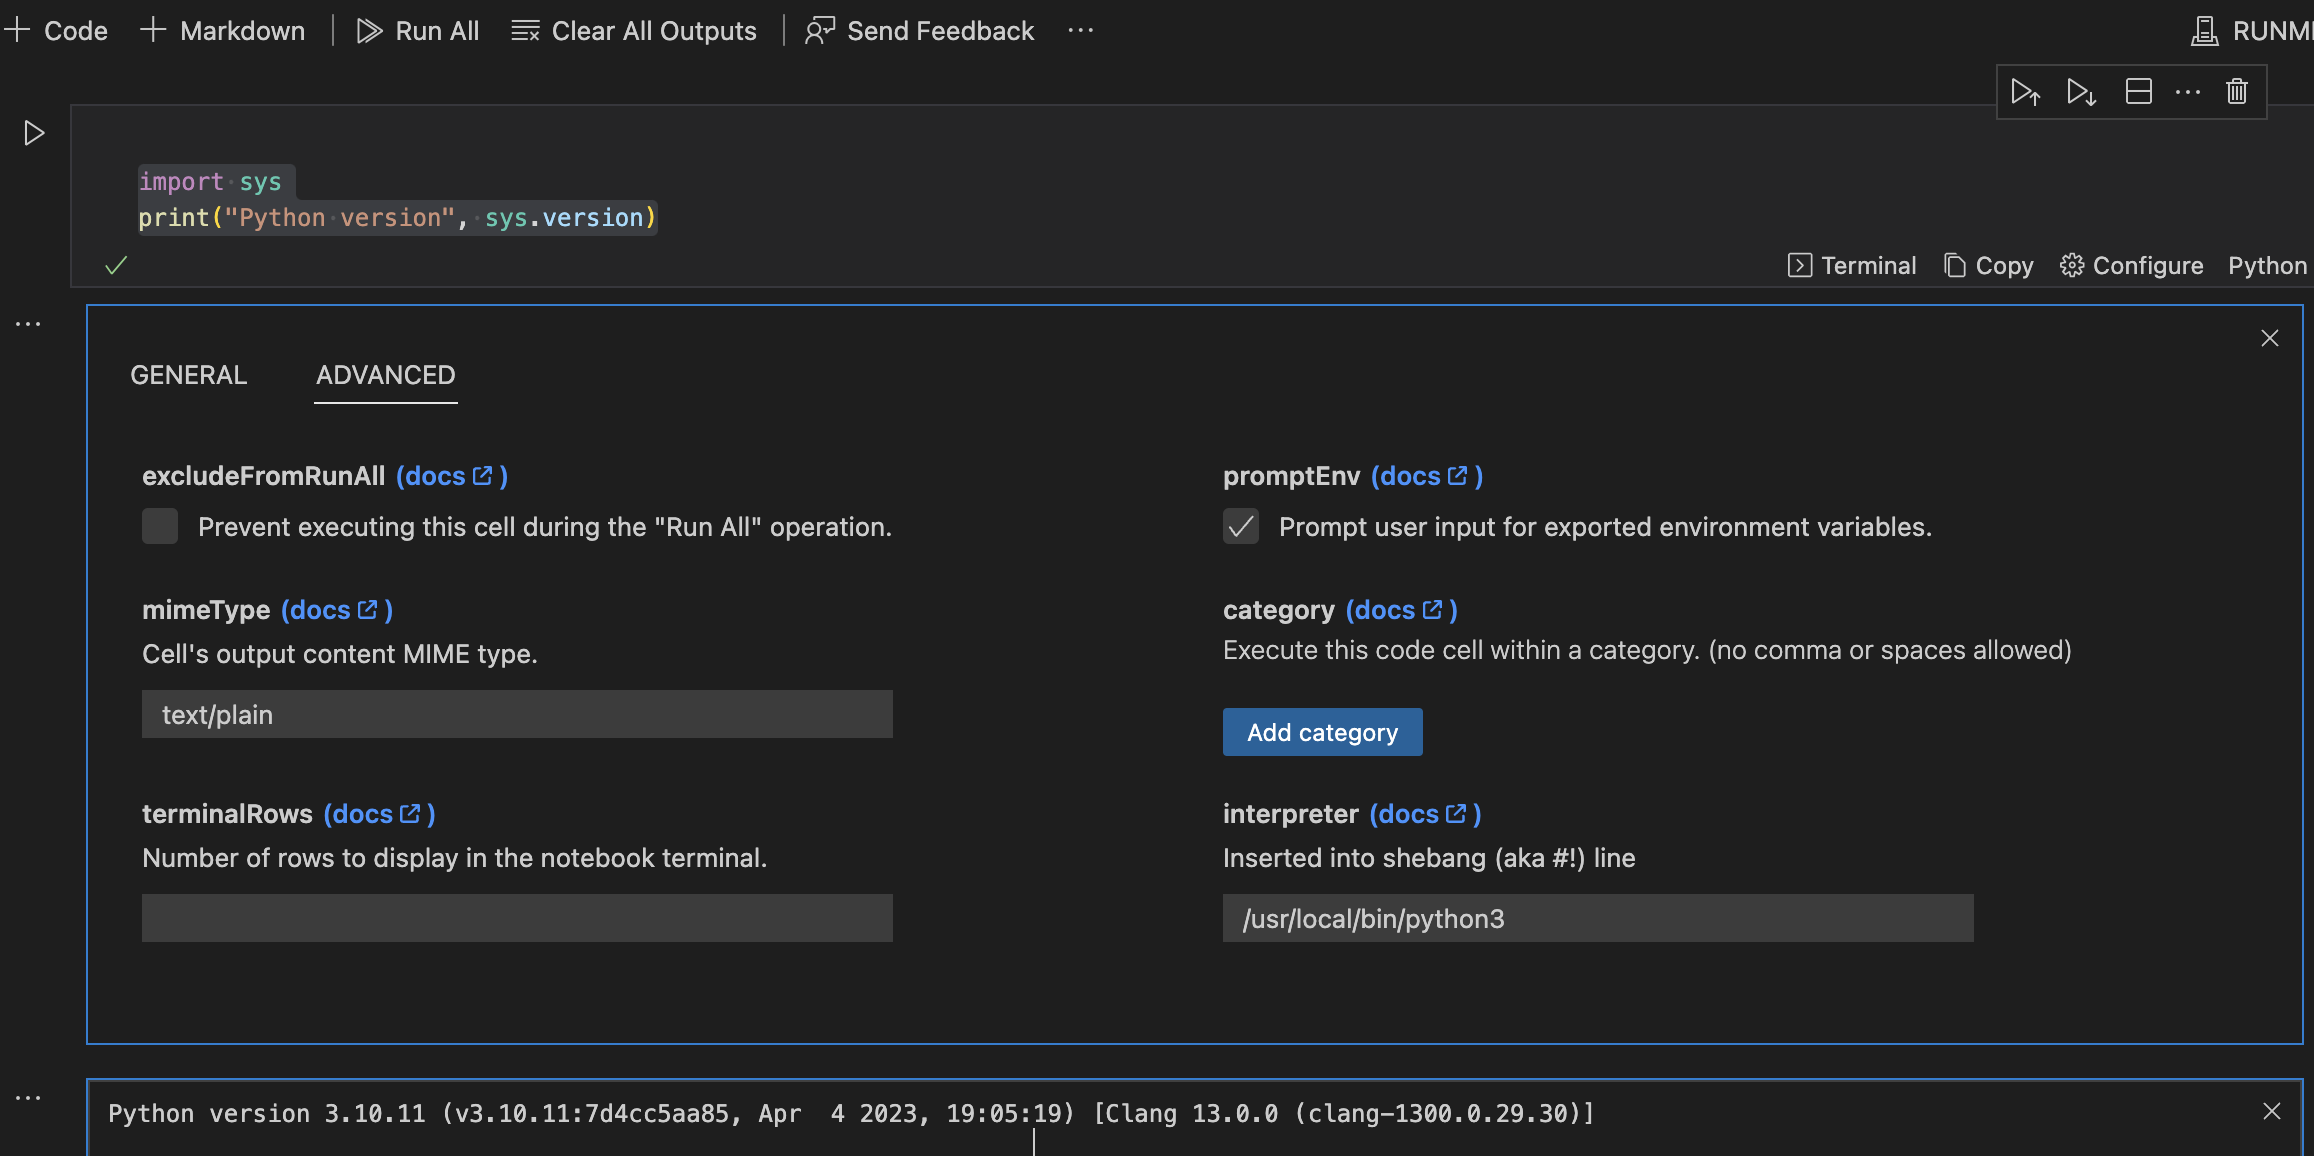 Code Markdown Run All Clear All Outputs Send Feedback ...
import sys
print("Python version", sys.version)
Terminal Copy Configure Python
GENERAL ADVANCED
excludeFromRunAll (docs)
Prevent executing this cell during the "Run All" operation.
promptEnv (docs)
Prompt user input for exported environment variables.
mimeType (docs)
Cell's output content MIME type.
text/plain
category (docs)
Execute this code cell within a category. (no comma or spaces allowed)
Add category
terminalRows (docs)
Number of rows to display in the notebook terminal.
interpreter (docs)
Inserted into shebang (aka #!) line
/usr/local/bin/python3
Python version 3.10.11 (v3.10.11:7d4cc5aa85, Apr  4 2023, 19:05:19) [Clang 13.0.0 (clang-1300.0.29.30)]